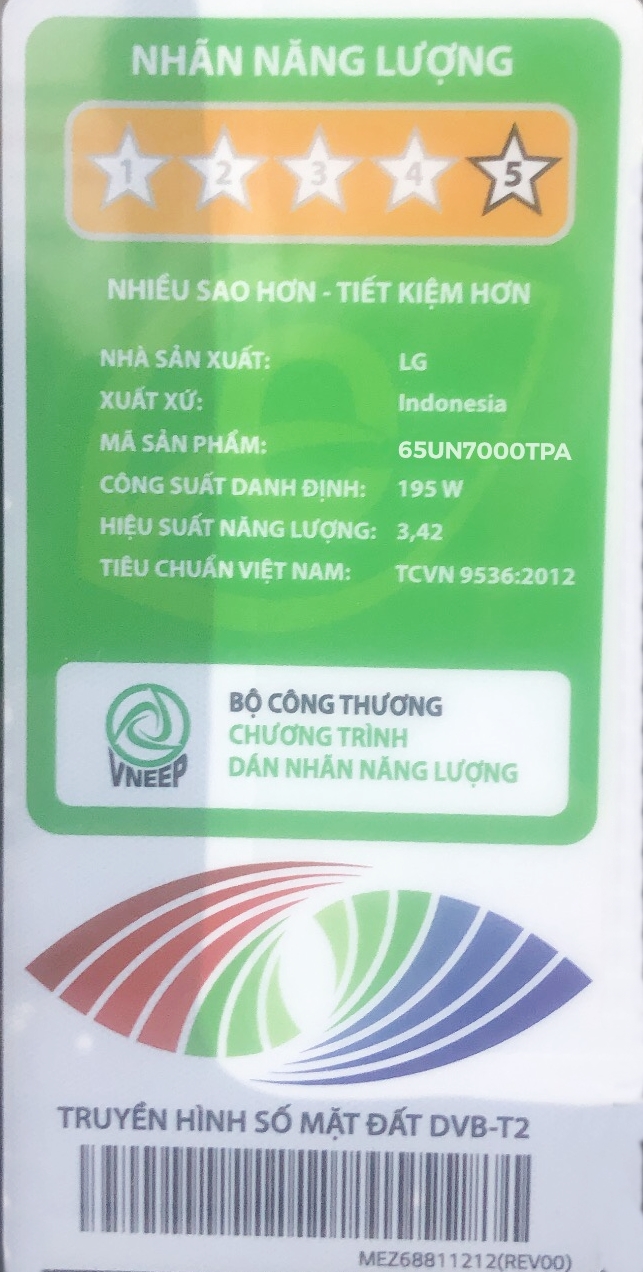 NHÃN NĂNG LƯỢNG
1 2 3 4 5
NHIỀU SAO HƠN - TIẾT KIỆM HƠN
NHÀ SẢN XUẤT: LG
XUẤT XỨ: Indonesia
MÃ SẢN PHẨM: 65UN7000TPA
CÔNG SUẤT DANH ĐỊNH: 195 W
HIỆU SUẤT NĂNG LƯỢNG: 3,42
TIÊU CHUẨN VIỆT NAM: TCVN 9536:2012
BỘ CÔNG THƯƠNG
CHƯƠNG TRÌNH
DÁN NHÃN NĂNG LƯỢNG
VNEEP
TRUYỀN HÌNH SỐ MẶT ĐẤT DVB-T2
MEZ68811212(REV00)